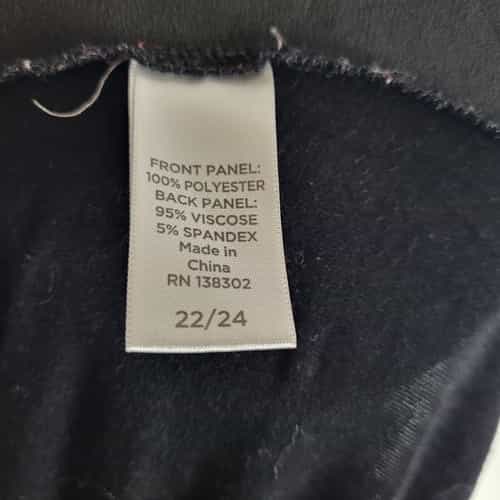 FRONT PANEL:
100% POLYESTER
BACK PANEL:
95% VISCOSE
5% SPANDEX
Made in
China
RN 138302
22/24